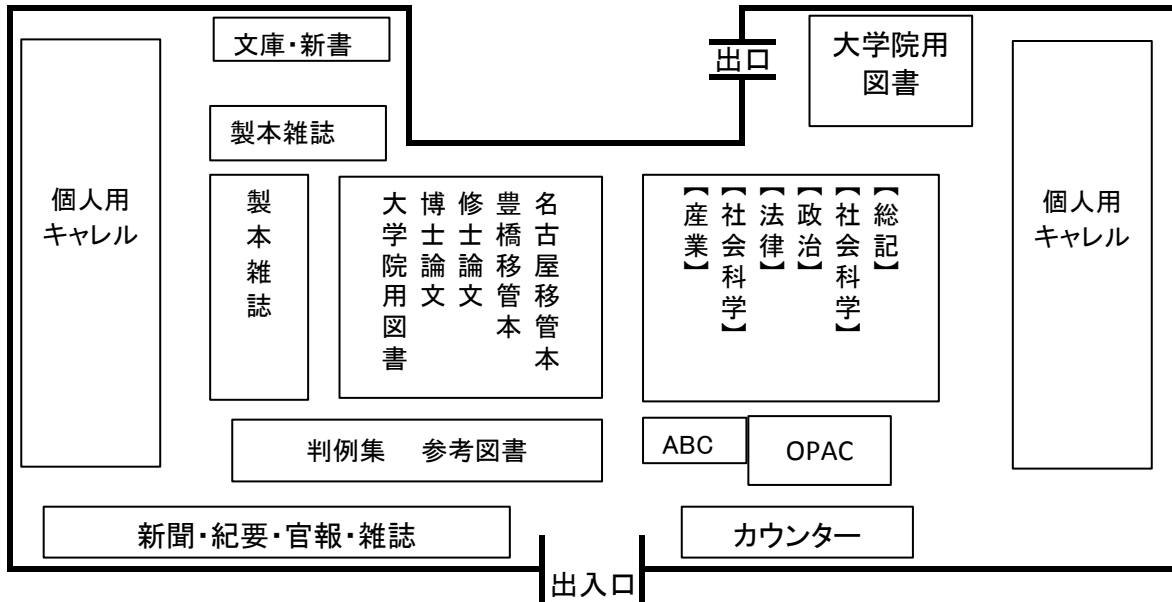 文庫・新書
出口
大学院用
図書
製本雑誌
個人用
キャレル
製本雑誌
名古屋移管本
豊橋移管本
修士論文
博士論文
大学院用図書
【総記】
【社会科学】
【政治】
【法律】
【社会科学】
【産業】
個人用
キャレル
判例集 参考図書
ABC
OPAC
新聞・紀要・官報・雑誌
カウンター
出入口